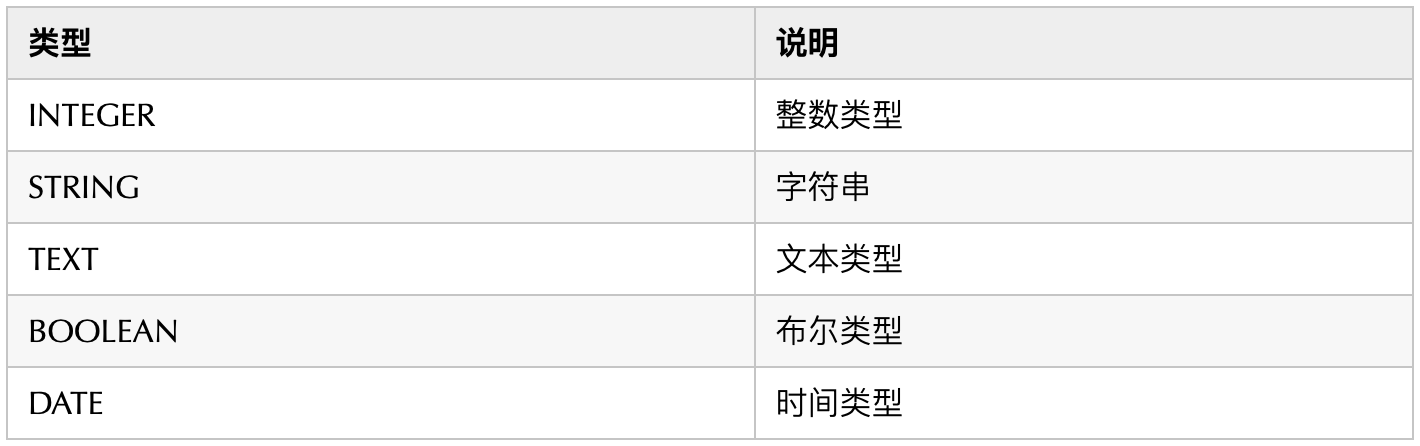 类型 说明
INTEGER 整数类型
STRING 字符串
TEXT 文本类型
BOOLEAN 布尔类型
DATE 时间类型